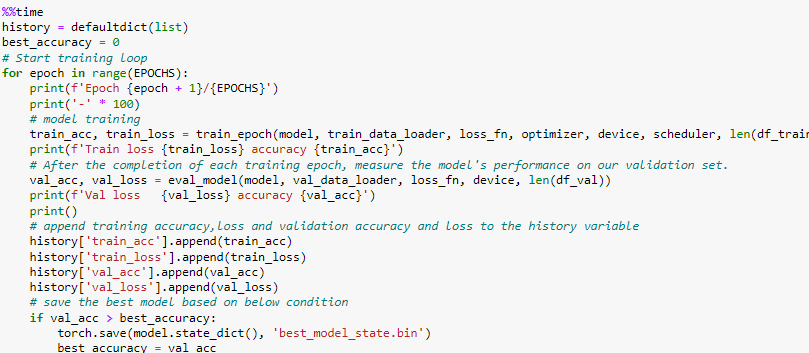 %%time
history = defaultdict(list)
best_accuracy = 0
# Start training loop
for epoch in range(EPOCHS):
    print(f'Epoch {epoch + 1}/{EPOCHS}')
    print('-' * 100)
    # model training
    train_acc, train_loss = train_epoch(model, train_data_loader, loss_fn, optimizer, device, scheduler, len(df_train
    print(f'Train loss {train_loss} accuracy {train_acc}')
    # After the completion of each training epoch, measure the model's performance on our validation set.
    val_acc, val_loss = eval_model(model, val_data_loader, loss_fn, device, len(df_val))
    print(f'Val loss   {val_loss} accuracy {val_acc}')
    print()
    # append training accuracy,loss and validation accuracy and loss to the history variable
    history['train_acc'].append(train_acc)
    history['train_loss'].append(train_loss)
    history['val_acc'].append(val_acc)
    history['val_loss'].append(val_loss)
    # save the best model based on below condition
    if val_acc > best_accuracy:
        torch.save(model.state_dict(), 'best_model_state.bin')
        best_accuracy = val_acc